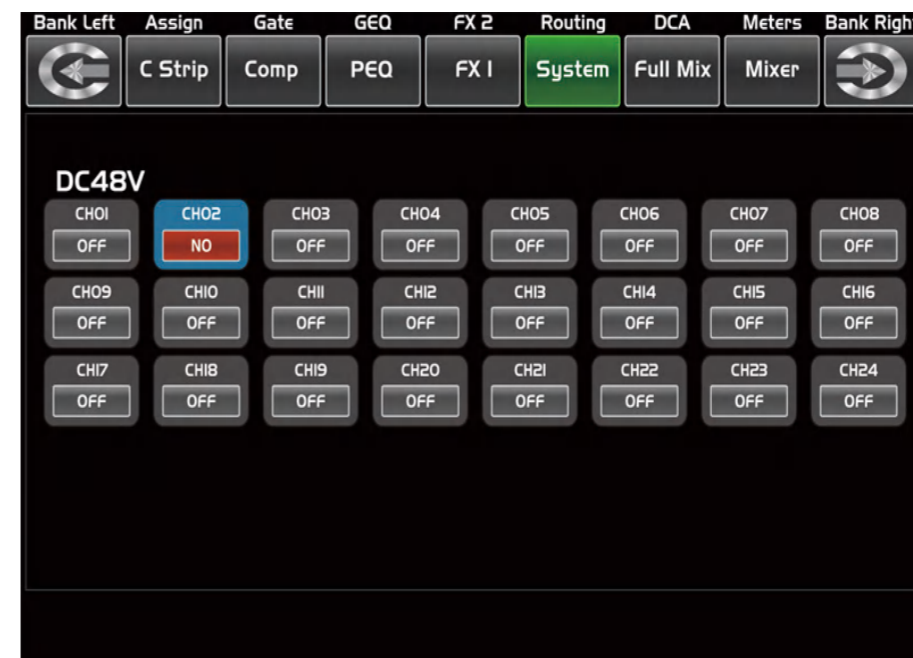 Bank Left Assign Gate GEQ FX 2 Routing DCA Meters Bank Righ
C Strip Comp PEQ FX 1 System Full Mix Mixer
DC48V
CH01 CH02 CH03 CH04 CH05 CH06 CH07 CH08
OFF NO OFF OFF OFF OFF OFF OFF
CH09 CH10 CH11 CH12 CH13 CH14 CH15 CH16
OFF OFF OFF OFF OFF OFF OFF OFF
CH17 CH18 CH19 CH20 CH21 CH22 CH23 CH24
OFF OFF OFF OFF OFF OFF OFF OFF